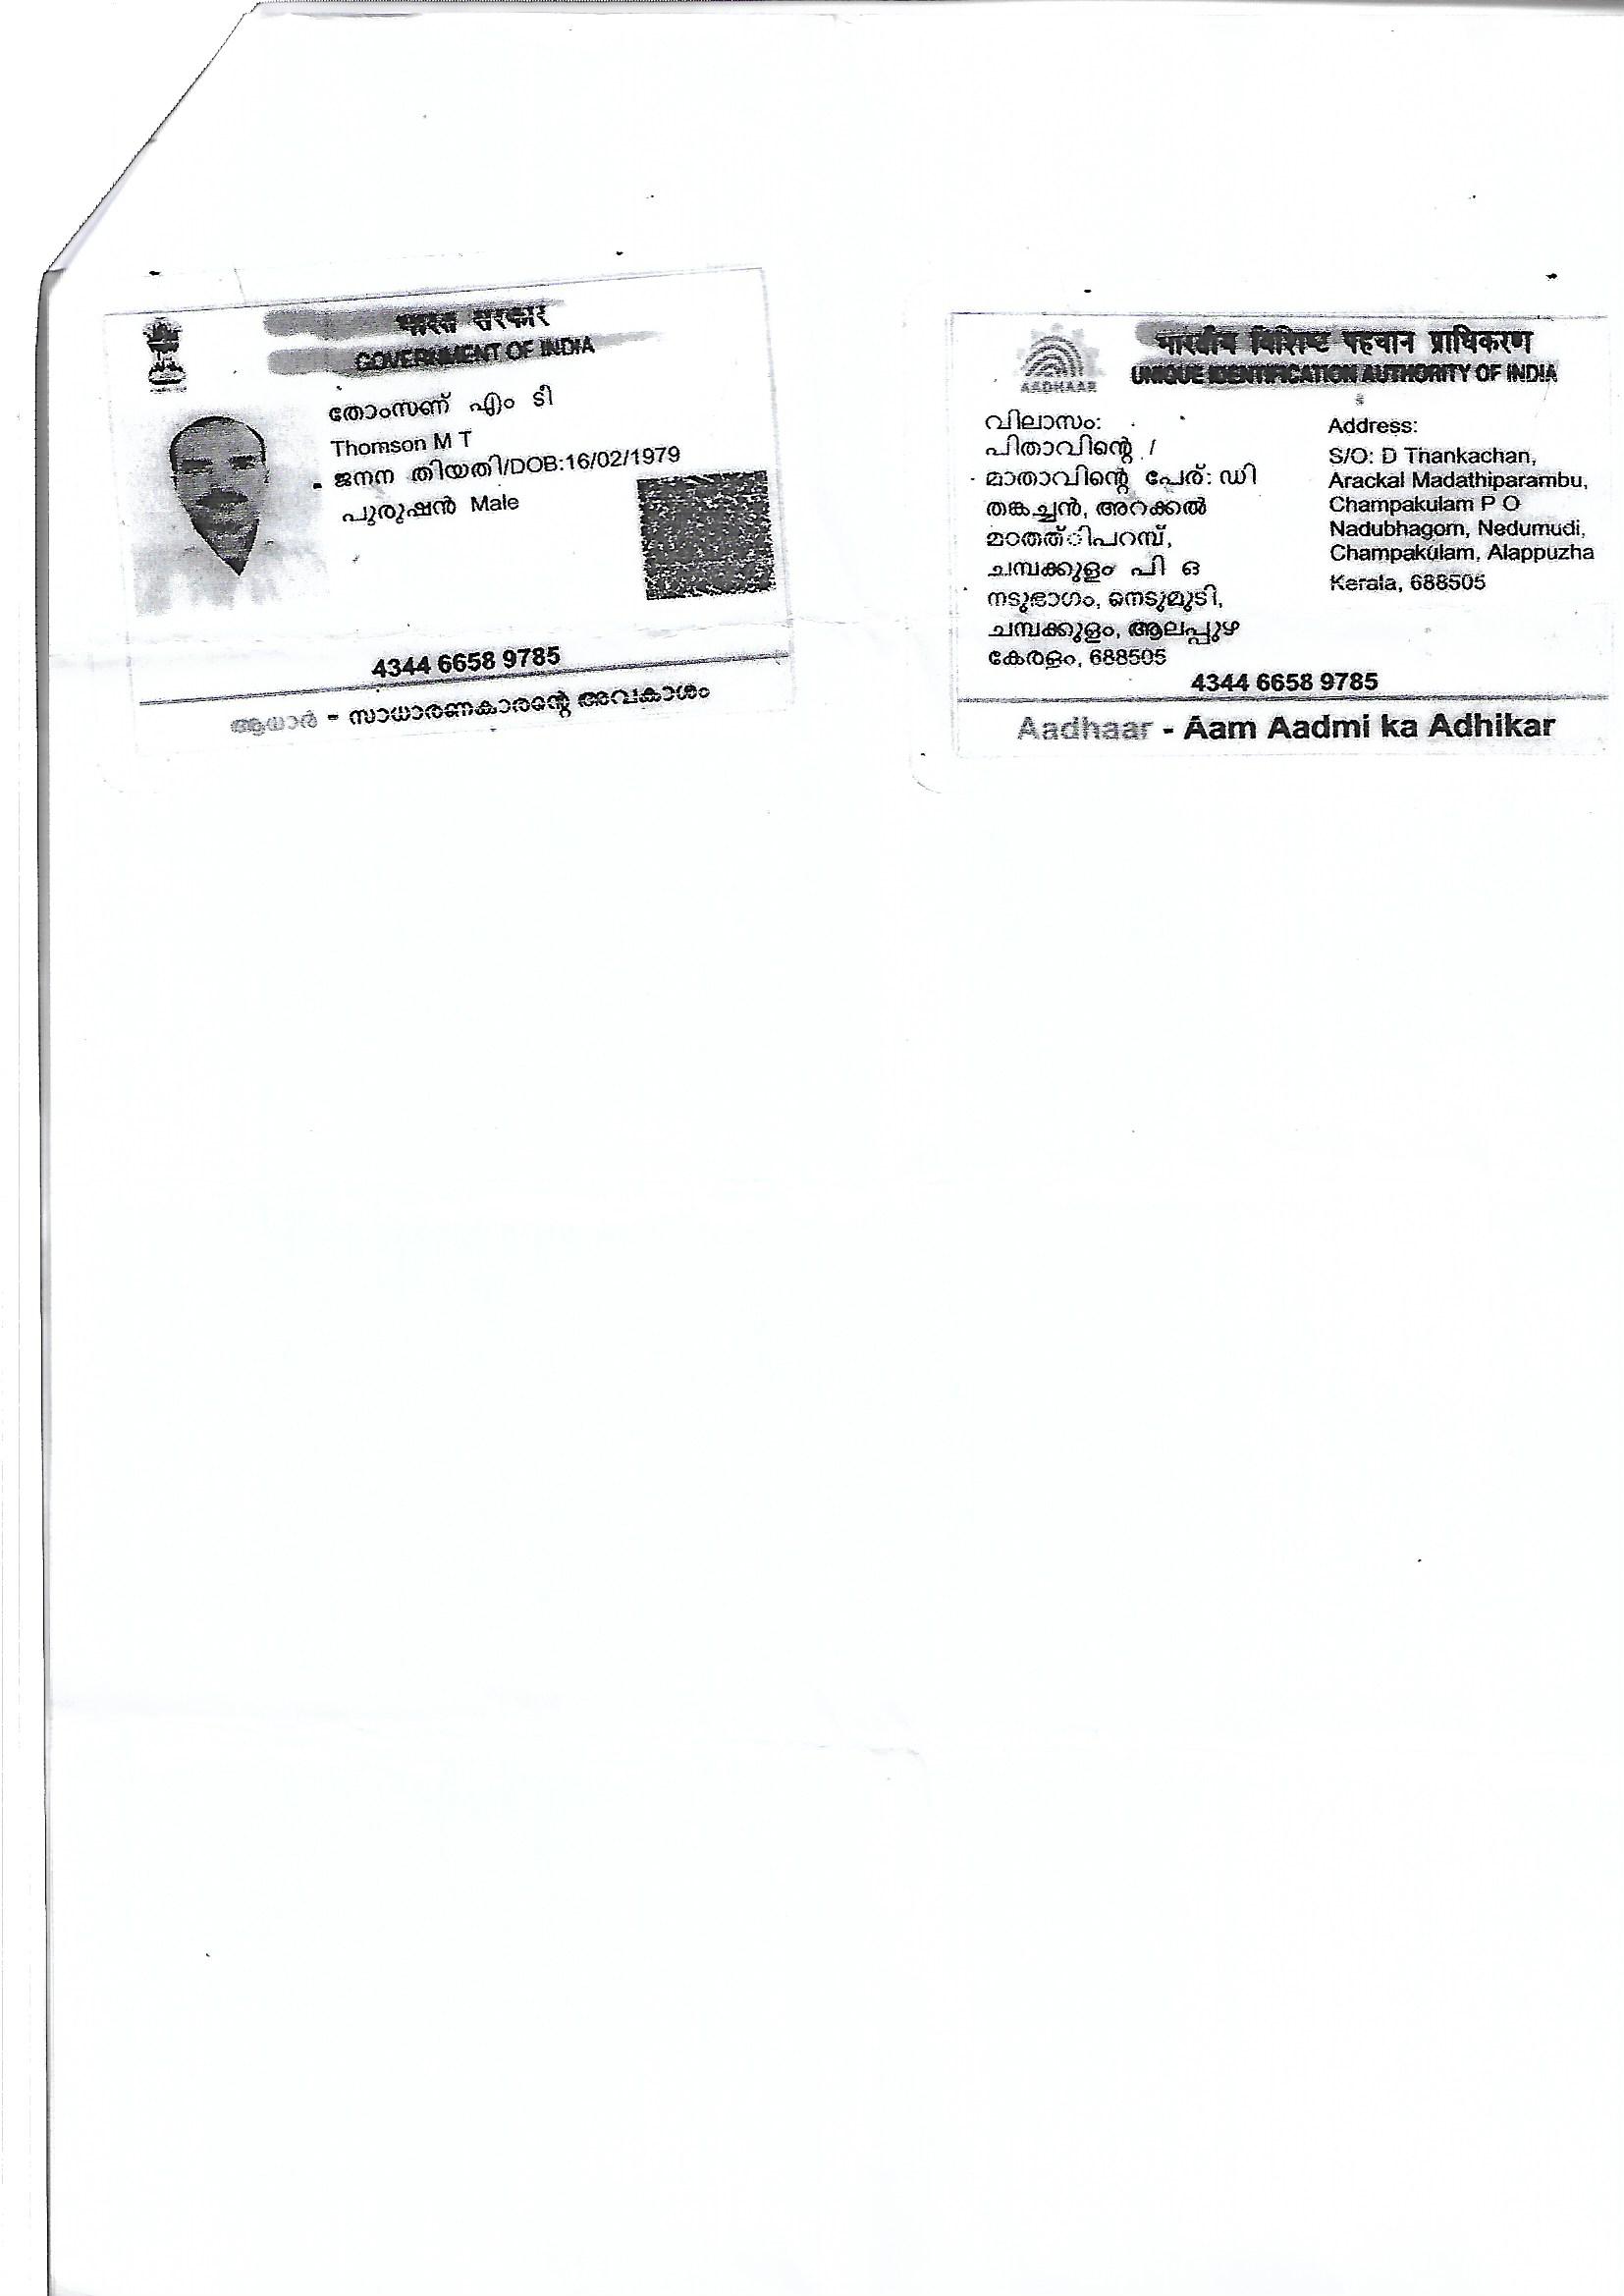 भारत सरकार
GOVERNMENT OF INDIA
തോംസണ് എം ടീ
Thomson M T
ജനന തിയതി/DOB:16/02/1979
പുരുഷൻ Male
4344 6658 9785
ആധാർ - സാധാരണകാരന്റെ അവകാശം
AADHAAR
भारतीय विशिष्ट पहचान प्राधिकरण
UNIQUE IDENTIFICATION AUTHORITY OF INDIA
വിലാസം:
പിതാവിന്റെ /
മാതാവിന്റെ പേര്: ഡി
തങ്കച്ചൻ, അറക്കൽ
മാതത്ിപറമ്പ്,
ചമ്പക്കുളം പി ഒ
നടുഭാഗം, നെടുമുടി,
ചമ്പക്കുളം, ആലപ്പുഴ
കേരളം, 688505
Address:
S/O: D Thankachan,
Arackal Madathiparambu,
Champakulam P O
Nadubhagom, Nedumudi,
Champakulam, Alappuzha
Kerala, 688505
4344 6658 9785
Aadhaar - Aam Aadmi ka Adhikar